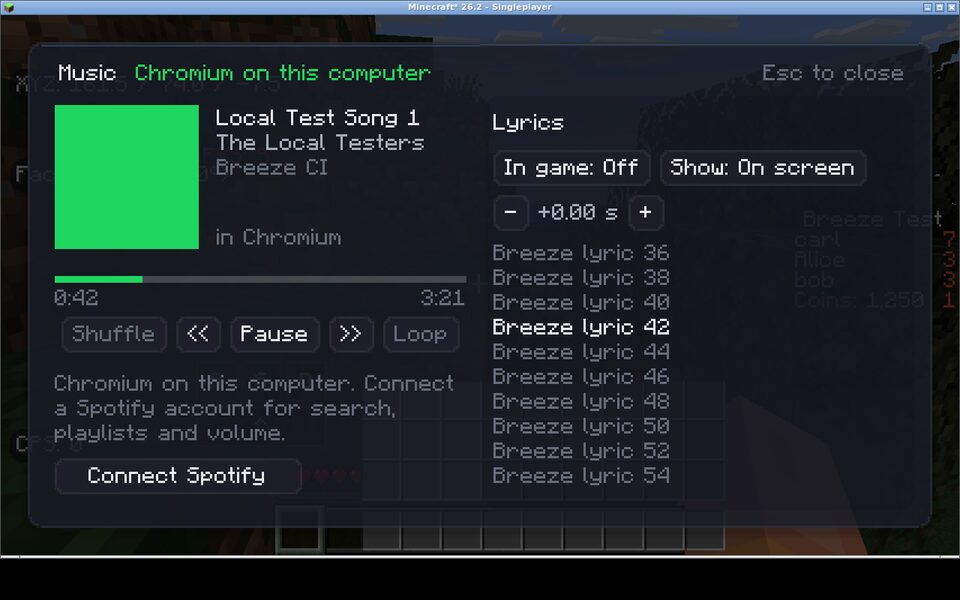 Minecraft* 26.2 - Singleplayer
Music Chromium on this computer
Esc to close
Local Test Song 1
The Local Testers
Breeze CI
in Chromium
0:42
3:21
Shuffle
<<
Pause
>>
Loop
Chromium on this computer. Connect
a Spotify account for search,
playlists and volume.
Connect Spotify
Lyrics
In game: Off
Show: On screen
- +0.00 s +
Breeze lyric 36
Breeze lyric 38
Breeze lyric 40
Breeze lyric 42
Breeze lyric 44
Breeze lyric 46
Breeze lyric 48
Breeze lyric 50
Breeze lyric 52
Breeze lyric 54
Breeze Test
carl 7
Alice 3
bob 3
Coins: 1,250 1